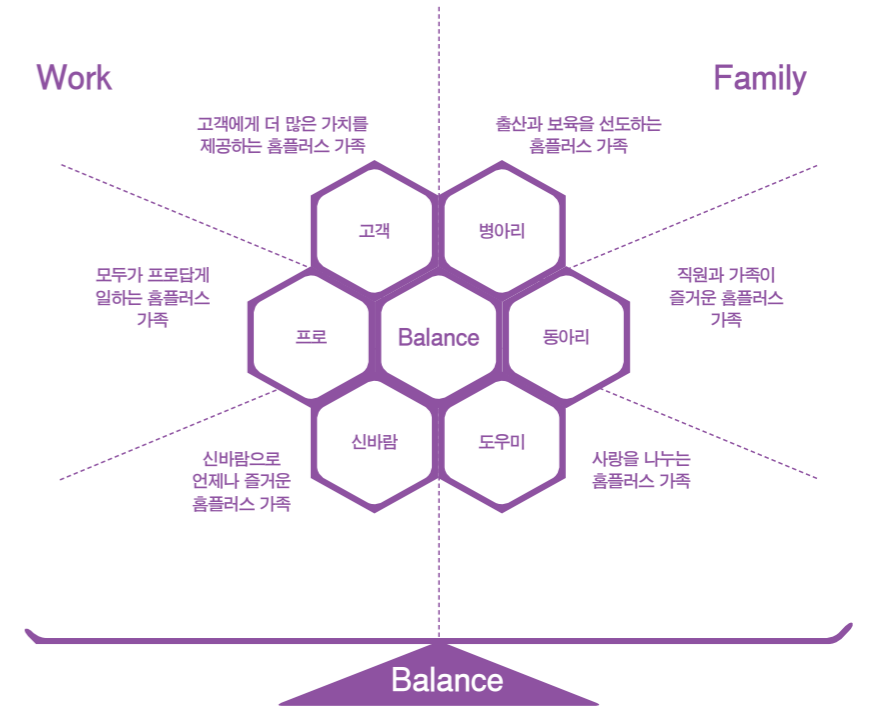 Work
Family
고객에게 더 많은 가치를
제공하는 홈플러스 가족
출산과 보육을 선도하는
홈플러스 가족
고객
병아리
모두가 프로답게
일하는 홈플러스
가족
직원과 가족이
즐거운 홈플러스
가족
프로
Balance
동아리
신바람
도우미
신바람으로
언제나 즐거운
홈플러스 가족
사랑을 나누는
홈플러스 가족
Balance